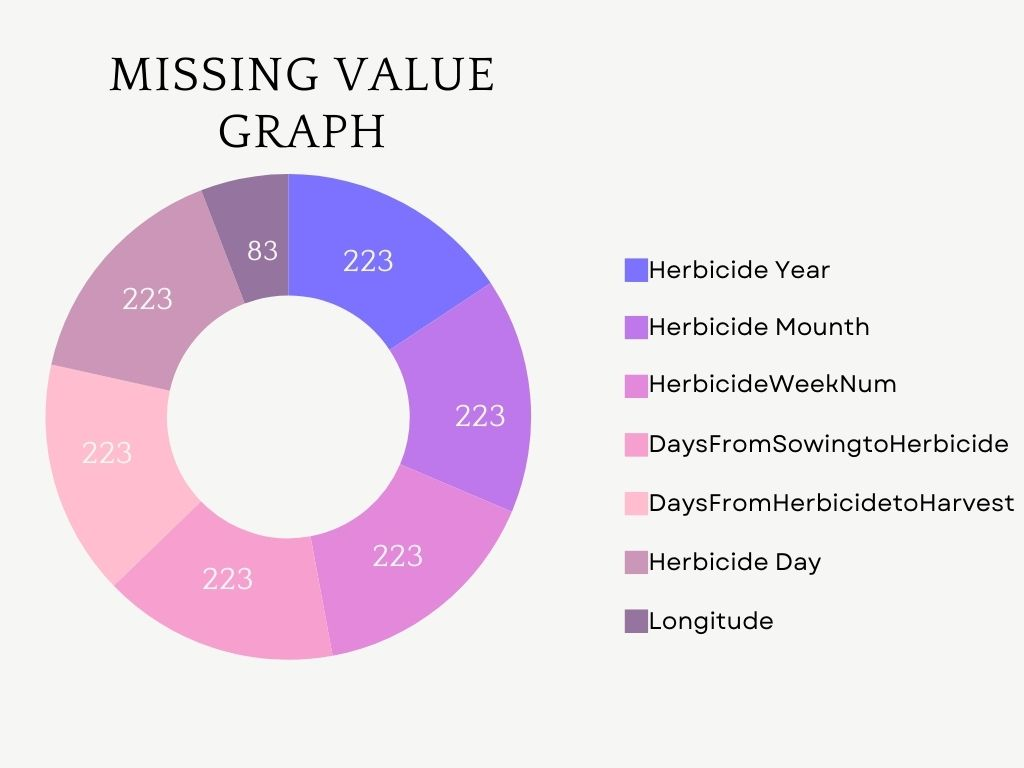 MISSING VALUE
GRAPH
83
223
223
223
223
223
223
Herbicide Year
Herbicide Mounth
HerbicideWeekNum
DaysFromSowingtoHerbicide
DaysFromHerbicidetoHarvest
Herbicide Day
Longitude